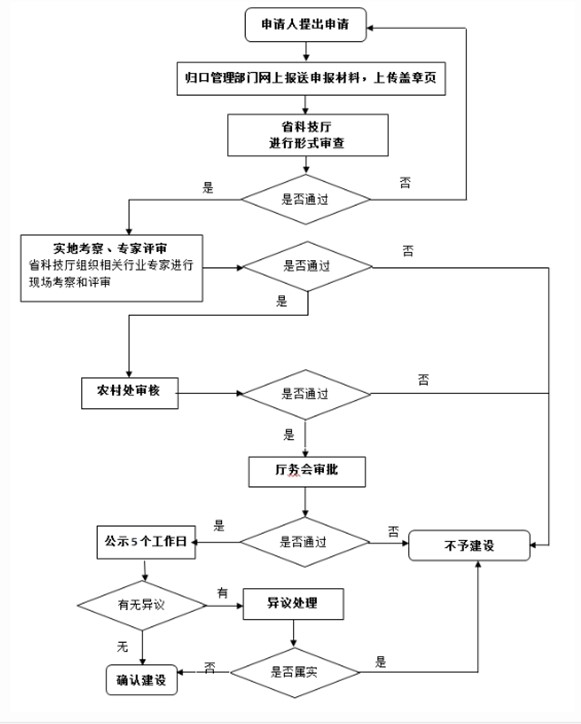 申请人提出申请
归口管理部门网上报送申报材料，上传盖章页
省科技厅
进行形式审查
是
是否通过
否
实地考察、专家评审
省科技厅组织相关行业专家进行
现场考察和评审
是否通过
否
是
农村处审核
是否通过
否
是
厅务会审批
公示5个工作日
是
是否通过
否
不予建设
有无异议
有
异议处理
无
确认建设
否
是否属实
是